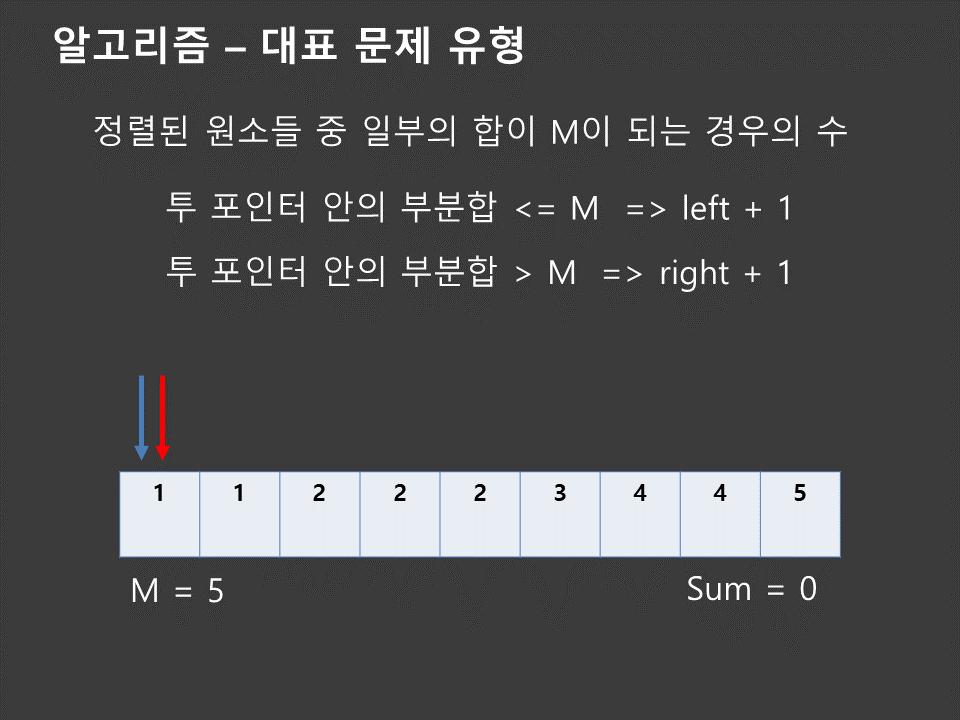 알고리즘 – 대표 문제 유형
정렬된 원소들 중 일부의 합이 M이 되는 경우의 수
투 포인터 안의 부분합 <= M => left + 1
투 포인터 안의 부분합 > M => right + 1
1 1 2 2 2 3 4 4 5
M = 5 Sum = 0